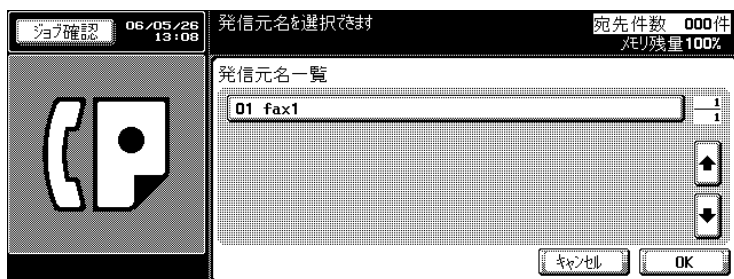 ジョブ確認
06/05/26
13:08
発信元名を選択できます
宛先件数 000件
メモリ残量100%
発信元名一覧
01 fax1
1
1
キャンセル
OK